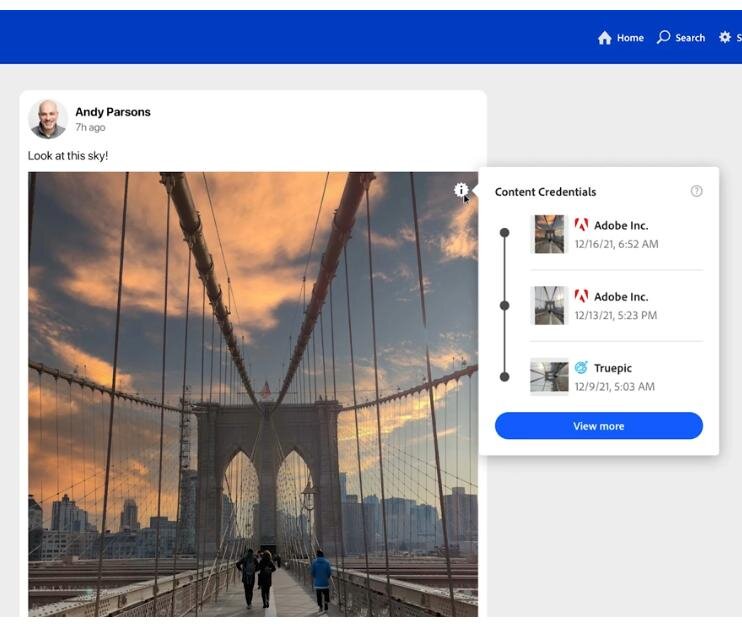 Home
Search
S
Andy Parsons
7h ago
Look at this sky!
Content Credentials
?
Adobe Inc.
12/16/21, 6:52 AM
Adobe Inc.
12/13/21, 5:23 PM
Truepic
12/9/21, 5:03 AM
View more